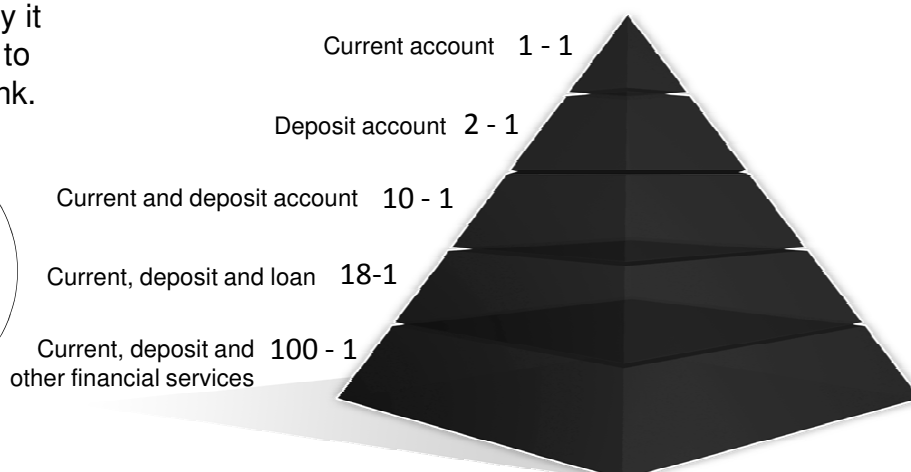 y it
to
nk.
Current account 1 - 1
Deposit account 2 - 1
Current and deposit account 10 - 1
Current, deposit and loan 18-1
Current, deposit and 100 - 1
other financial services